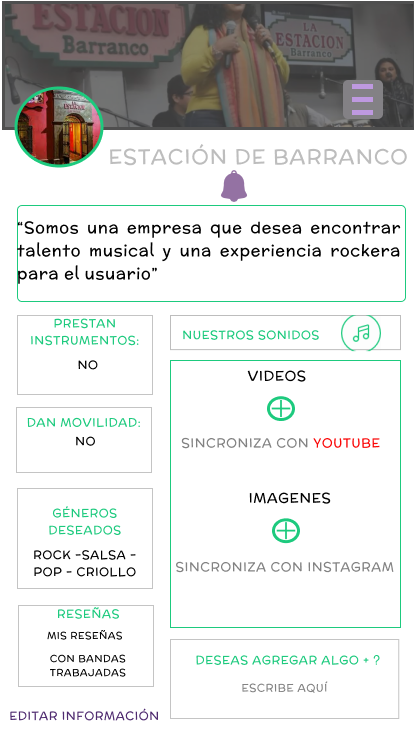 ESTACION
Barranco
LA
ESTACION
Barranco
ESTACIÓN DE BARRANCO
“Somos una empresa que desea encontrar
talento musical y una experiencia rockera
para el usuario”
PRESTAN
INSTRUMENTOS:
NO
DAN MOVILIDAD:
NO
GÉNEROS
DESEADOS
ROCK -SALSA -
POP - CRIOLLO
RESEÑAS
MIS RESEÑAS
CON BANDAS
TRABAJADAS
EDITAR INFORMACIÓN
NUESTROS SONIDOS
VIDEOS
SINCRONIZA CON YOUTUBE
IMAGENES
SINCRONIZA CON INSTAGRAM
DESEAS AGREGAR ALGO + ?
ESCRIBE AQUÍ